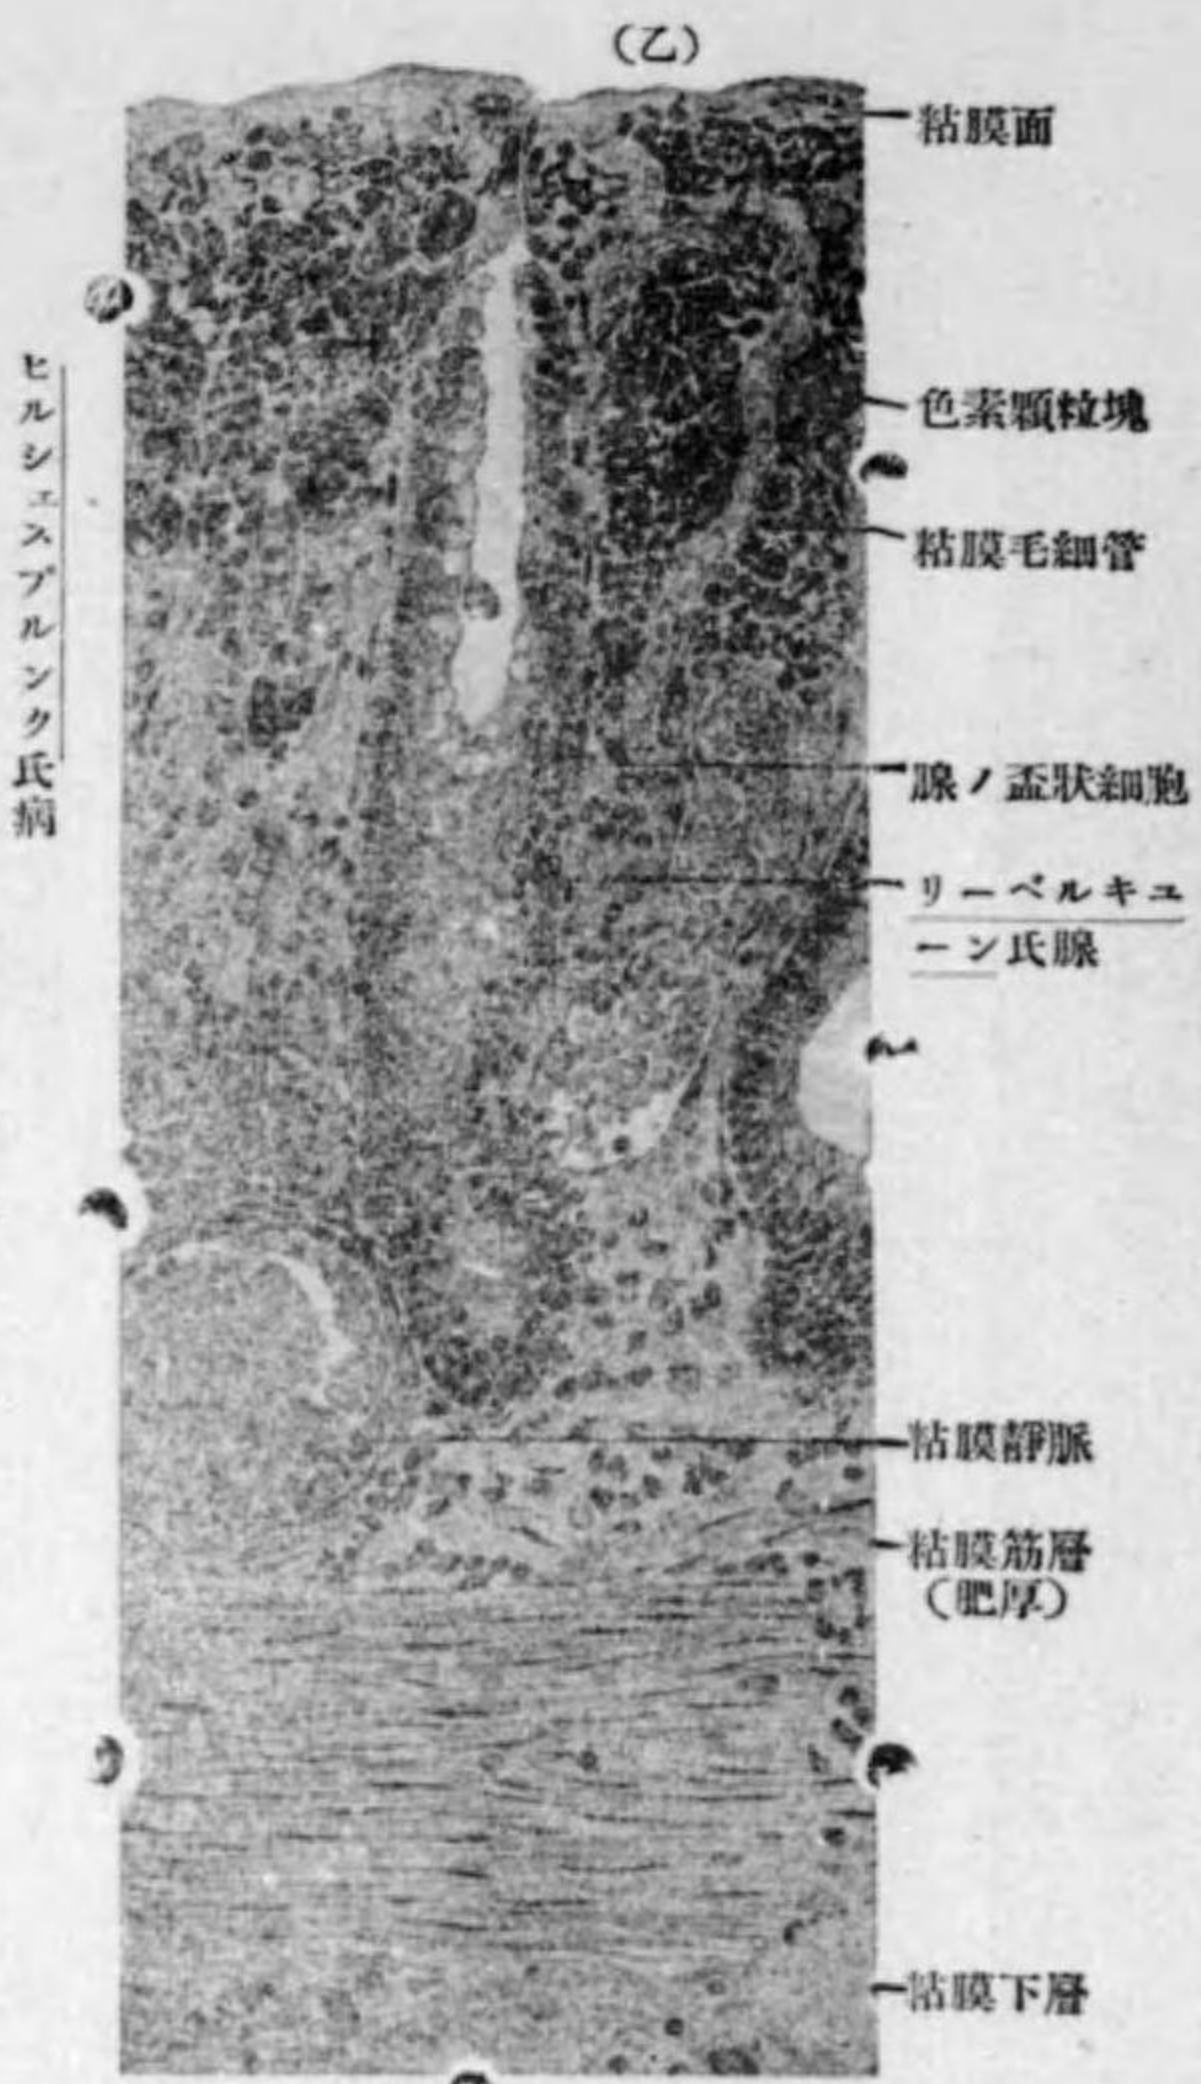 （乙）
粘膜面
色素顆粒塊
粘膜毛細管
腺ノ盃狀細胞
リーベルキユ
ーン氏腺
粘膜靜脈
粘膜筋層
（肥厚）
粘膜下層
ヒルシェスプルンク氏病